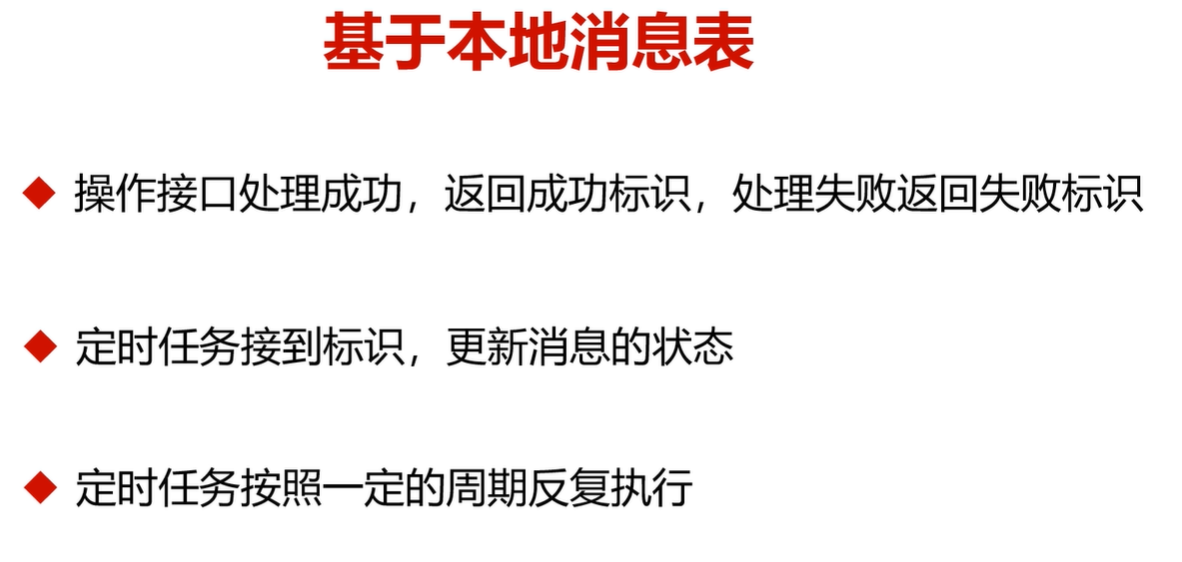 基于本地消息表
操作接口处理成功，返回成功标识，处理失败返回失败标识
定时任务接到标识，更新消息的状态
定时任务按照一定的周期反复执行